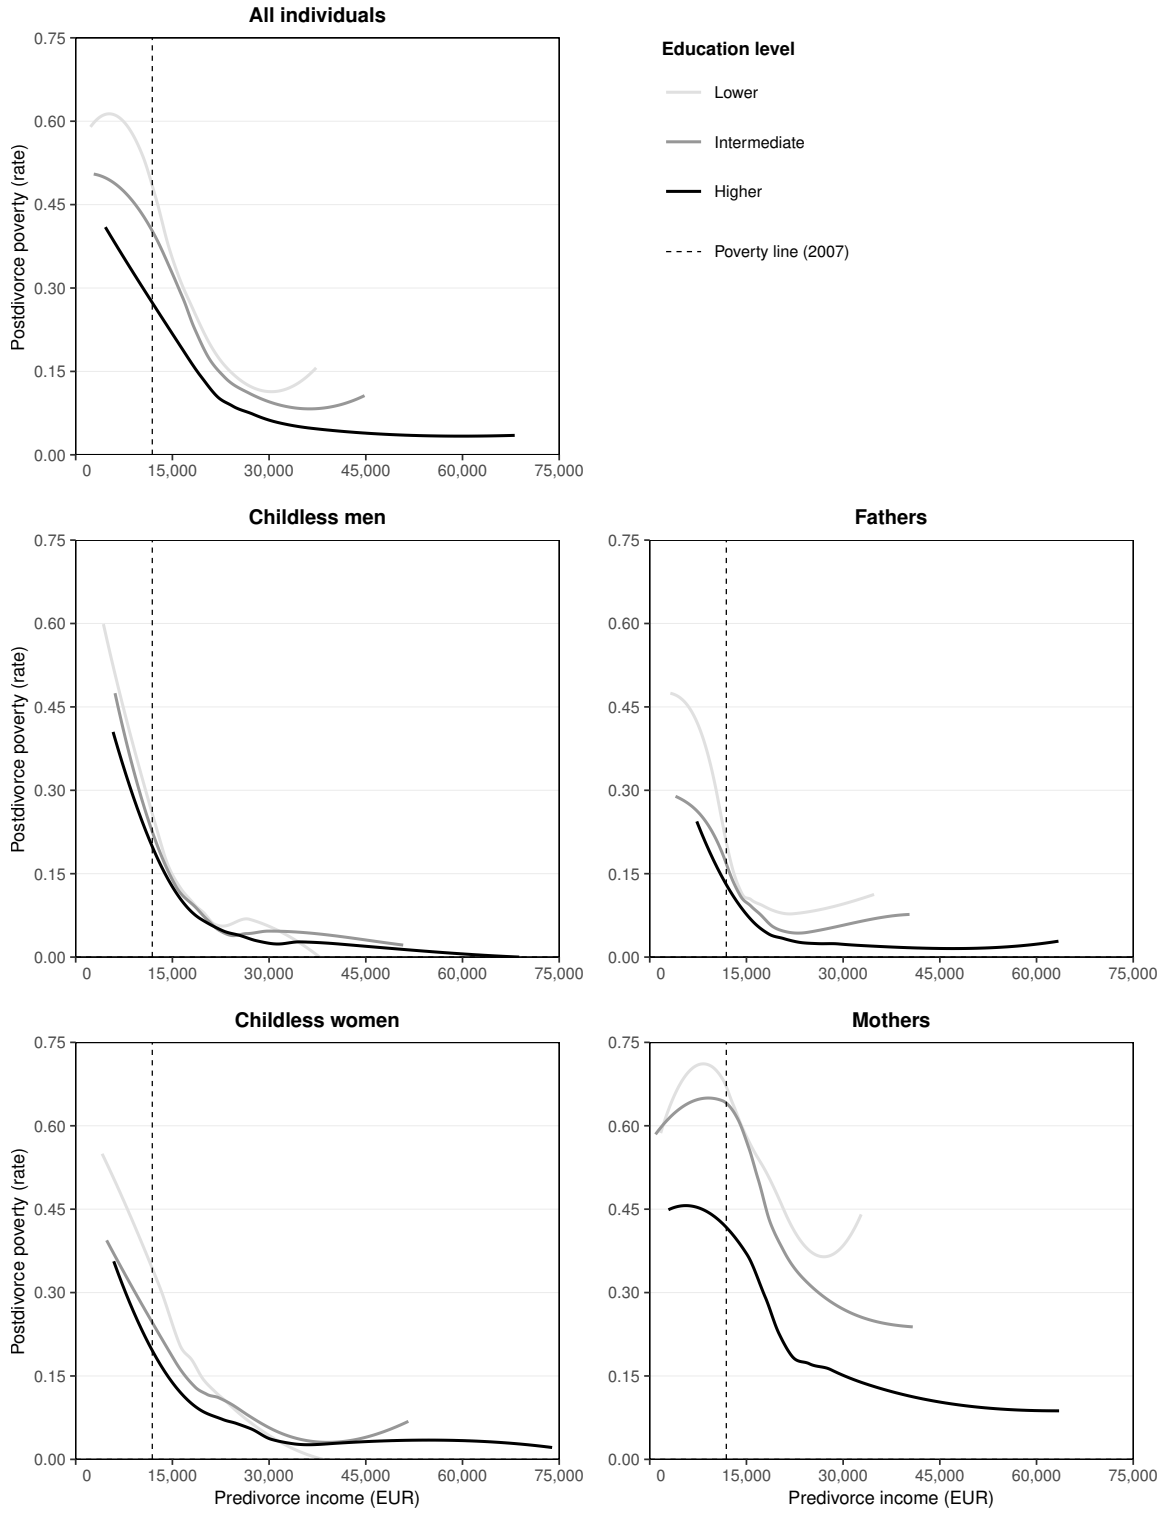 All individuals
Education level
Lower
Intermediate
Higher
Poverty line (2007)
Postdivorce poverty (rate)
0.75
0.60
0.45
0.30
0.15
0.00
0 15,000 30,000 45,000 60,000 75,000
Childless men
Postdivorce poverty (rate)
0.75
0.60
0.45
0.30
0.15
0.00
0 15,000 30,000 45,000 60,000 75,000
Fathers
0.75
0.60
0.45
0.30
0.15
0.00
0 15,000 30,000 45,000 60,000 75,000
Childless women
Postdivorce poverty (rate)
0.75
0.60
0.45
0.30
0.15
0.00
0 15,000 30,000 45,000 60,000 75,000
Predivorce income (EUR)
Mothers
0.75
0.60
0.45
0.30
0.15
0.00
0 15,000 30,000 45,000 60,000 75,000
Predivorce income (EUR)